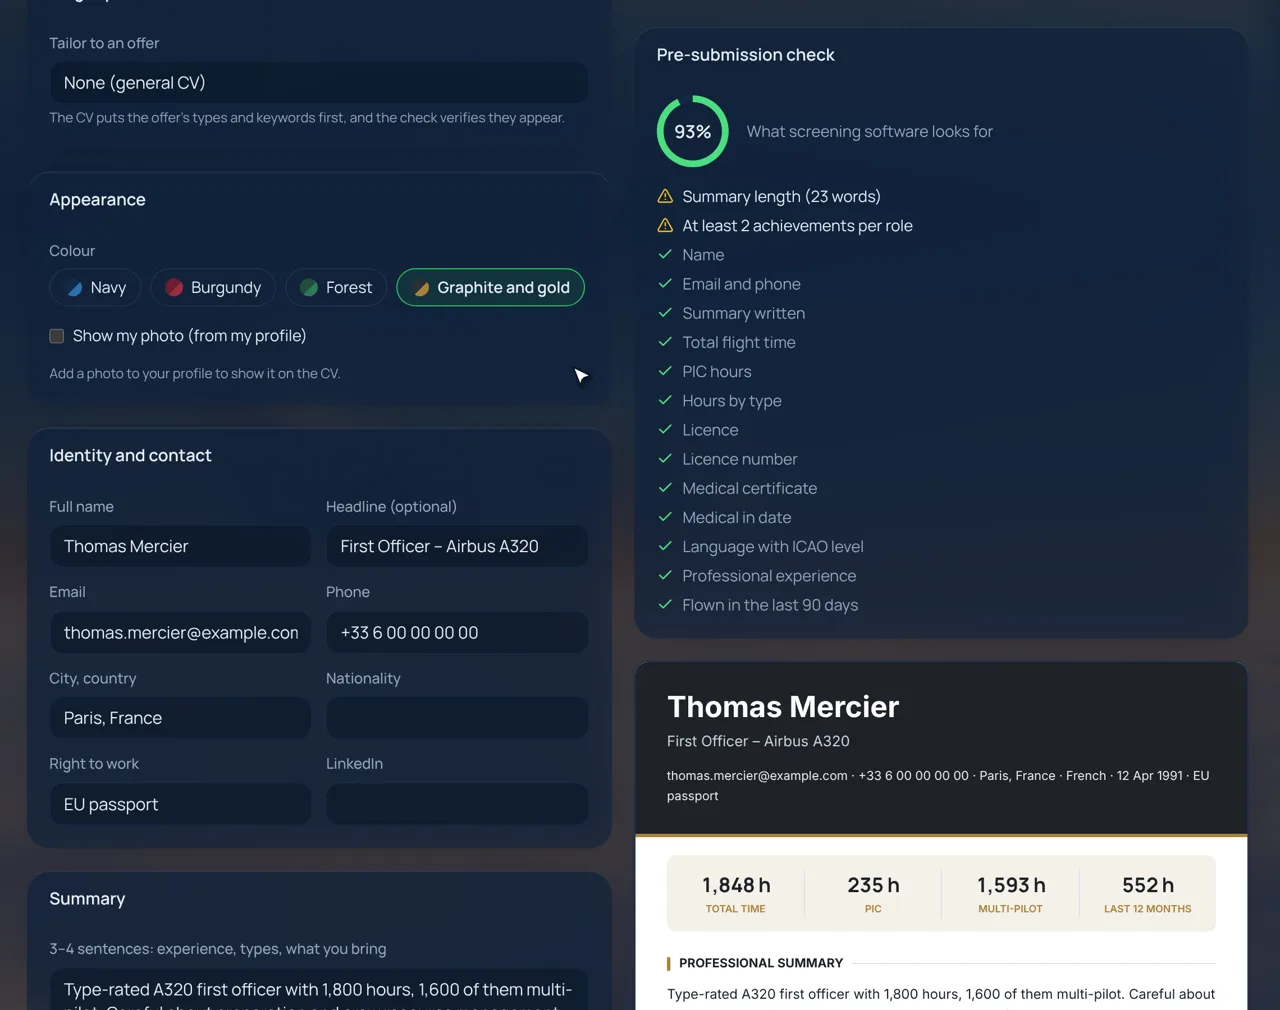 Tailor to an offer
None (general CV)
The CV puts the offer's types and keywords first, and the check verifies they appear.
Appearance
Colour
Navy
Burgundy
Forest
Graphite and gold
Show my photo (from my profile)
Add a photo to your profile to show it on the CV.
Identity and contact
Full name
Headline (optional)
Thomas Mercier
First Officer – Airbus A320
Email
Phone
thomas.mercier@example.con
+33 6 00 00 00 00
City, country
Nationality
Paris, France
Right to work
LinkedIn
EU passport
Summary
3–4 sentences: experience, types, what you bring
Type-rated A320 first officer with 1,800 hours, 1,600 of them multi-
Pre-submission check
93%
What screening software looks for
Summary length (23 words)
At least 2 achievements per role
Name
Email and phone
Summary written
Total flight time
PIC hours
Hours by type
Licence
Licence number
Medical certificate
Medical in date
Language with ICAO level
Professional experience
Flown in the last 90 days
Thomas Mercier
First Officer – Airbus A320
thomas.mercier@example.com · +33 6 00 00 00 00 · Paris, France · French · 12 Apr 1991 · EU
passport
1,848 h
235 h
1,593 h
552 h
TOTAL TIME
PIC
MULTI-PILOT
LAST 12 MONTHS
PROFESSIONAL SUMMARY
Type-rated A320 first officer with 1,800 hours, 1,600 of them multi-pilot. Careful about